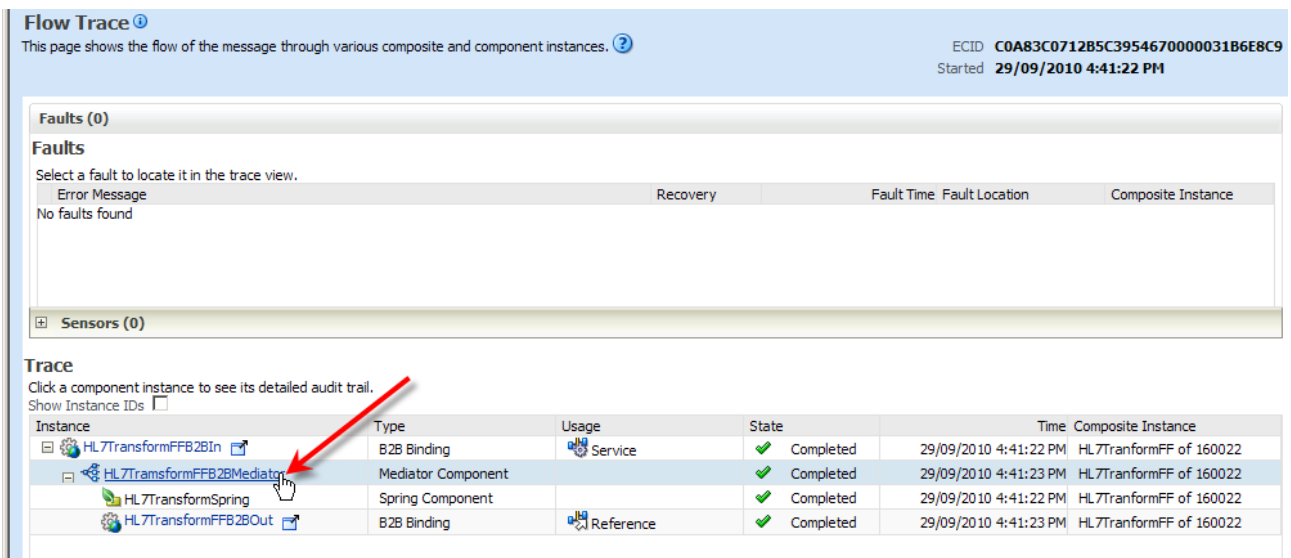 Flow Trace
This page shows the flow of the message through various composite and component instances.
ECID C0A83C0712B5C3954670000031B6E8C9
Started 29/09/2010 4:41:22 PM
Faults (0)
Faults
Select a fault to locate it in the trace view.
Error Message Recovery Fault Time Fault Location Composite Instance
No faults found
Sensors (0)
Trace
Click a component instance to see its detailed audit trail.
Show Instance IDs
Instance Type Usage State Time Composite Instance
HL7TransformFFB2BIn B2B Binding Service Completed 29/09/2010 4:41:22 PM HL7TranformFF of 160022
HL7TramsformFFB2BMediator Mediator Component Completed 29/09/2010 4:41:23 PM HL7TranformFF of 160022
HL7TransformSpring Spring Component Completed 29/09/2010 4:41:22 PM HL7TranformFF of 160022
HL7TransformFFB2BOut B2B Binding Reference Completed 29/09/2010 4:41:23 PM HL7TranformFF of 160022